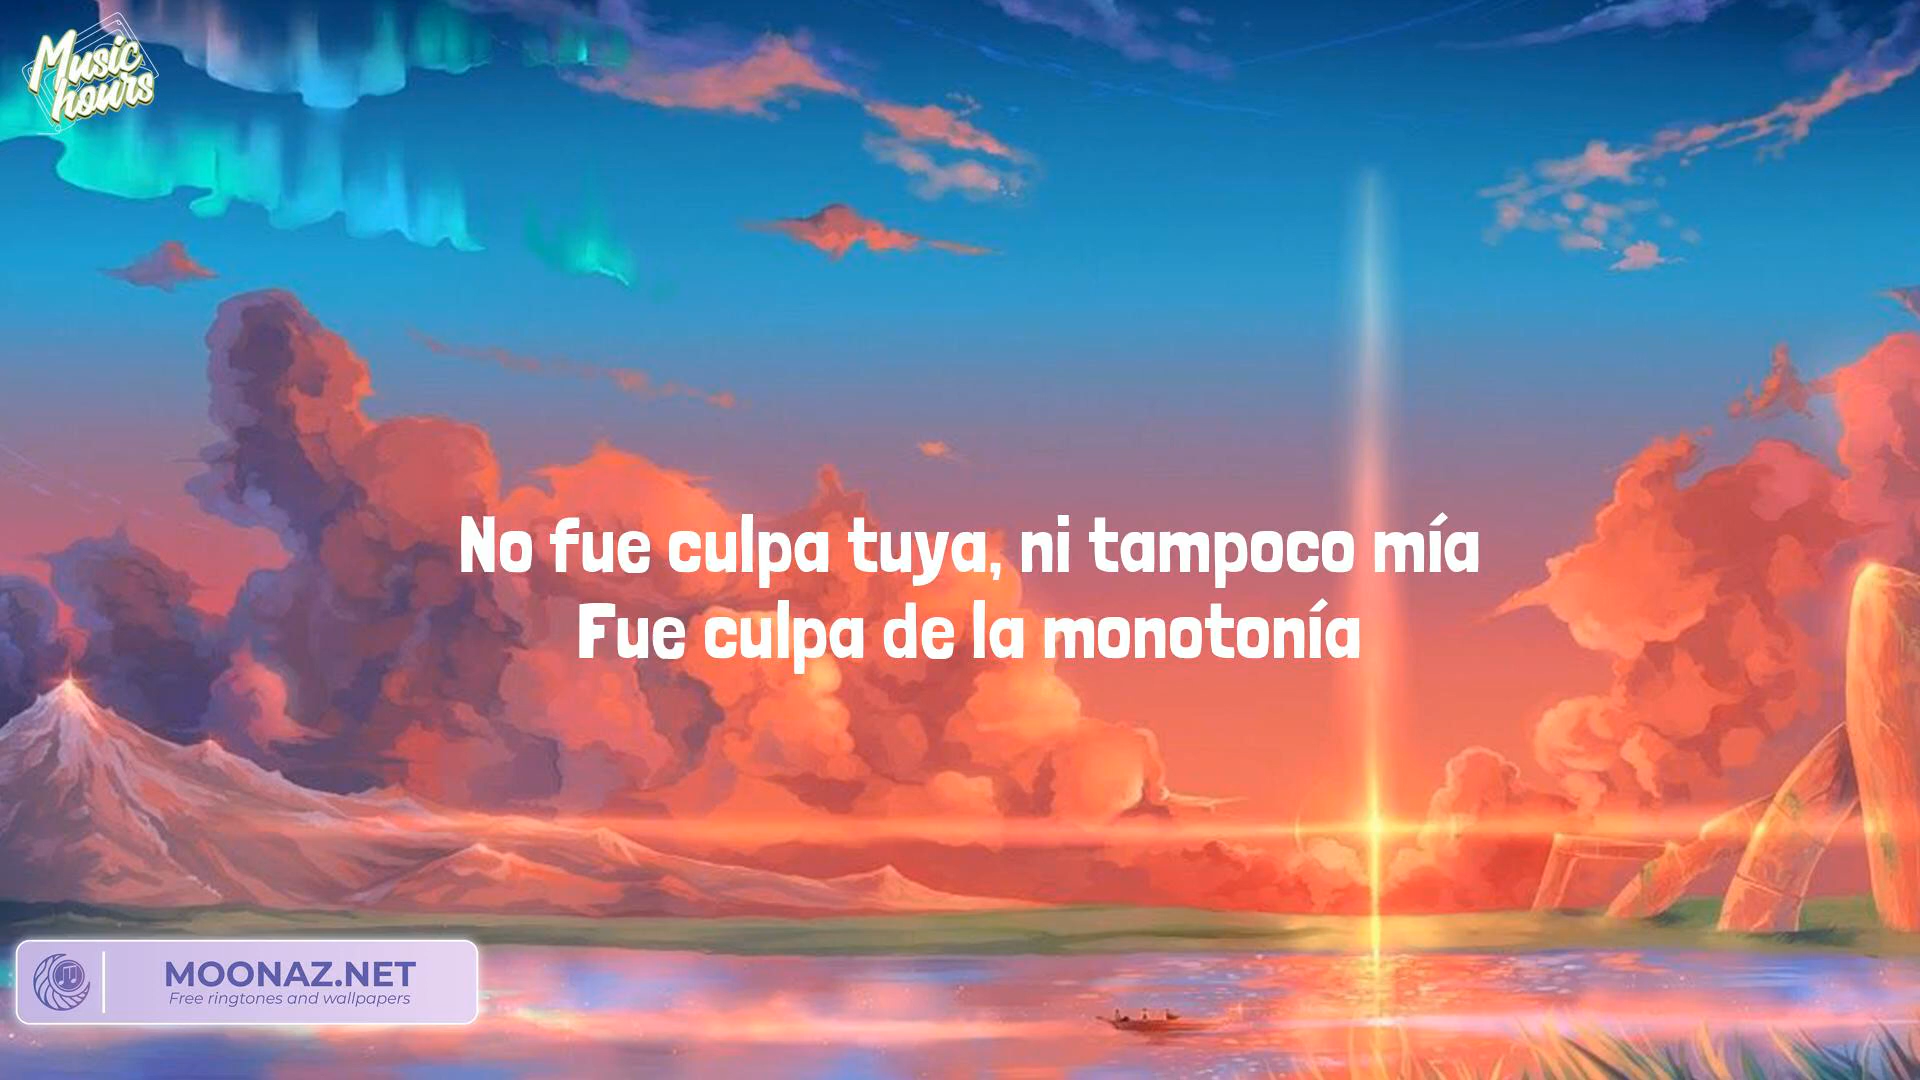 Music
hours
No fue culpa tuya, ni tampoco mía
Fue culpa de la monotonía
MOONAZ.NET
Free ringtones and wallpapers